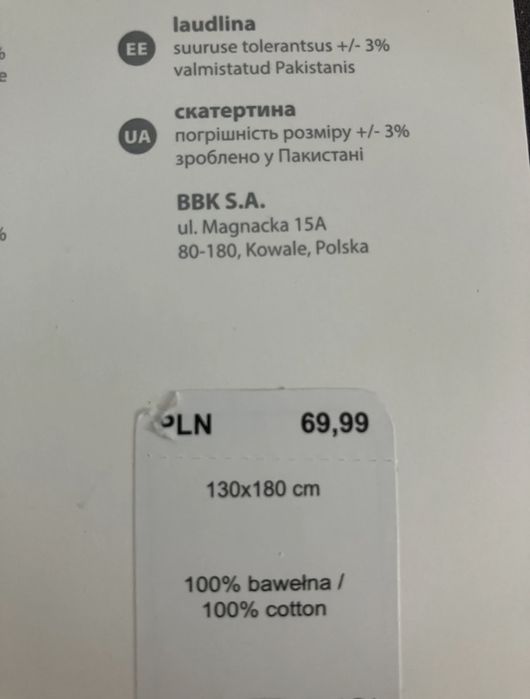 laudlina
EE
suuruse tolerantsus +/- 3%
valmistatud Pakistanis
скатертина
UA
погрішність розміру +/- 3%
зроблено у Пакистані
BBK S.A.
ul. Magnacka 15A
80-180, Kowale, Polska
PLN 69,99
130x180 cm
100% bawełna /
100% cotton